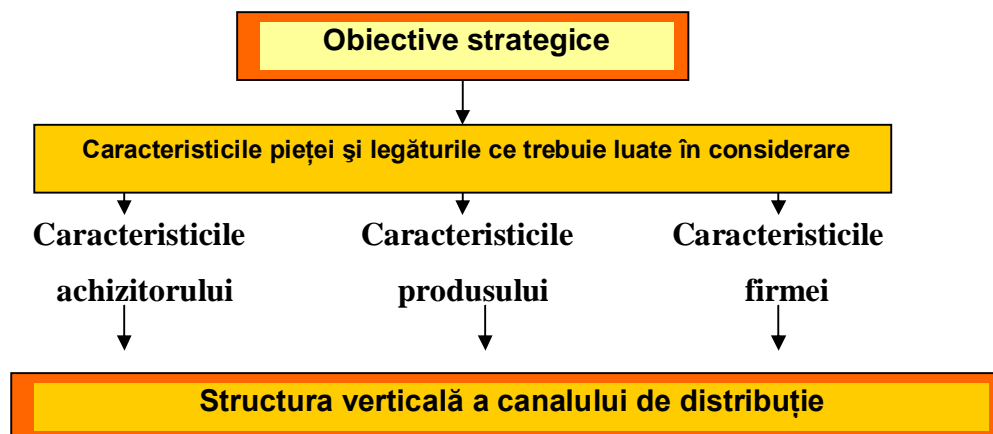 Obiective strategice
Caracteristicile pieţei şi legăturile ce trebuie luate în considerare
Caracteristicile
achizitorului
Caracteristicile
produsului
Caracteristicile
firmei
Structura verticală a canalului de distribuţie